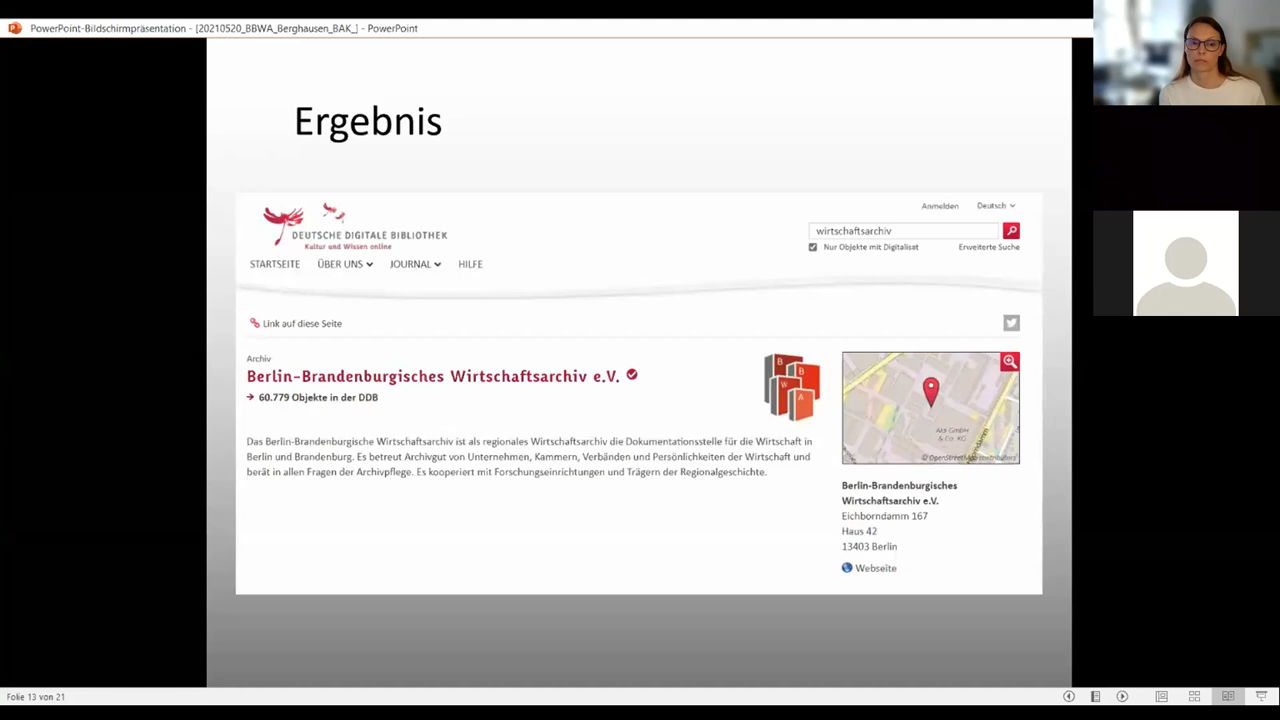 PowerPoint-Bildschirmpräsentation - [20210520_BBWA_Berghausen_BAK_] - PowerPoint
Ergebnis
DEUTSCHE DIGITALE BIBLIOTHEK
Kultur und Wissen online
Anmelden
Deutsch
wirtschaftsarchiv
Nur Objekte mit Digitalisat
Erweiterte Suche
STARTSEITE
ÜBER UNS
JOURNAL
HILFE
Link auf diese Seite
Archiv
Berlin-Brandenburgisches Wirtschaftsarchiv e.V.
60.779 Objekte in der DDB
B
B
W
A
Das Berlin-Brandenburgische Wirtschaftsarchiv ist als regionales Wirtschaftsarchiv die Dokumentationsstelle für die Wirtschaft in
Berlin und Brandenburg. Es betreut Archivgut von Unternehmen, Kammern, Verbänden und Persönlichkeiten der Wirtschaft und
berät in allen Fragen der Archivpflege. Es kooperiert mit Forschungseinrichtungen und Trägern der Regionalgeschichte.
GmbH
& Co. KG
© OpenStreetMap contributors
Berlin-Brandenburgisches
Wirtschaftsarchiv e.V.
Eichborndamm 167
Haus 42
13403 Berlin
Webseite
Folie 13 von 21